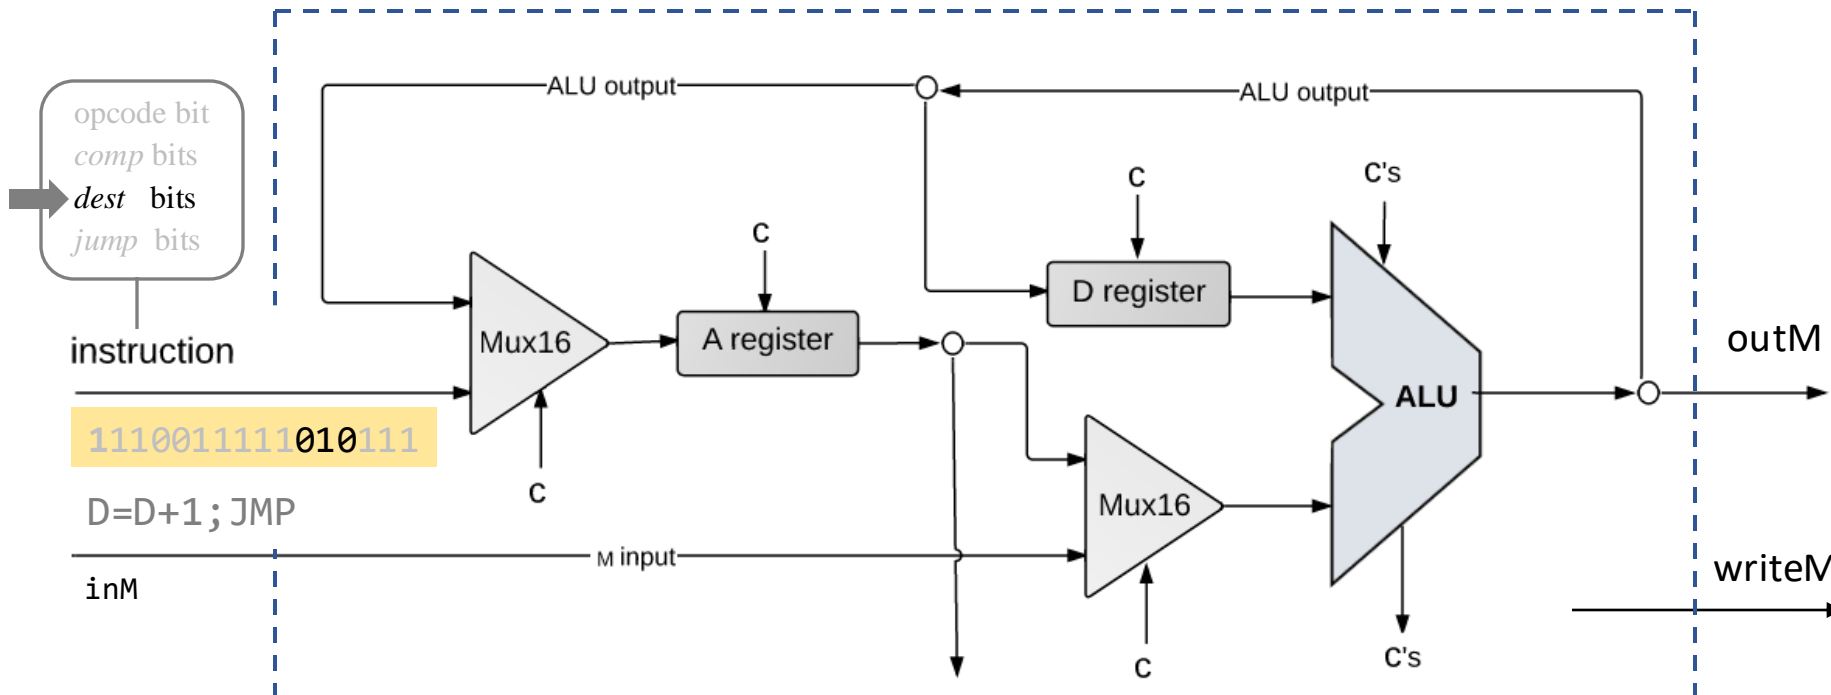 opcode bit
comp bits
dest bits
jump bits
instruction
1110011111010111
D=D+1;JMP
inM
ALU output
ALU output
c
c
c's
Mux16
A register
D register
ALU
outM
c
Mux16
M input
writeM
c
c's